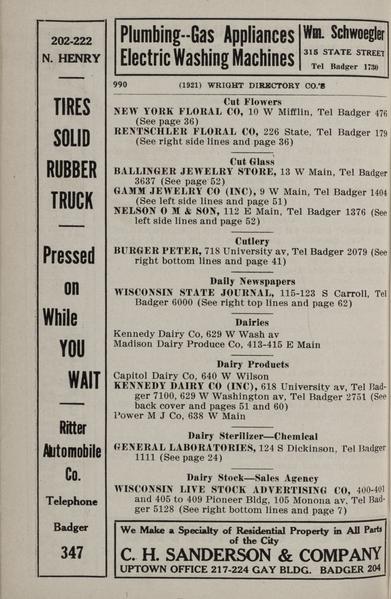 202-222
N. HENRY
TIRES
SOLID
RUBBER
TRUCK
Pressed
on
While
YOU
WAIT
Ritter
Automobile
Co.
Telephone
Badger
347
Plumbing--Gas Appliances
Electric Washing Machines
Wm. Schwoegler
315 STATE STREET
Tel Badger 1730
990 (1921) WRIGHT DIRECTORY CO.'S
Cut Flowers
NEW YORK FLORAL CO, 10 W Mifflin, Tel Badger 476
(See page 36)
RENTSCHLER FLORAL CO, 226 State, Tel Badger 179
(See right side lines and page 36)
Cut Glass
BALLINGER JEWELRY STORE, 13 W Main, Tel Badger
3637 (See page 52)
GAMM JEWELRY CO (INC), 9 W Main, Tel Badger 1404
(See left side lines and page 51)
NELSON O M & SON, 112 E Main, Tel Badger 1376 (See
left side lines and page 52)
Cutlery
BURGER PETER, 718 University av, Tel Badger 2079 (See
right bottom lines and page 41)
Daily Newspapers
WISCONSIN STATE JOURNAL, 115-123 S Carroll, Tel
Badger 6000 (See right top lines and page 62)
Dairies
Kennedy Dairy Co, 629 W Wash av
Madison Dairy Produce Co, 413-415 E Main
Dairy Products
Capitol Dairy Co, 640 W Wilson
KENNEDY DAIRY CO (INC), 618 University av, Tel Bad-
ger 7100, 629 W Washington av, Tel Badger 2751 (See
back cover and pages 51 and 60)
Power M J Co, 638 W Main
Dairy Sterilizer—Chemical
GENERAL LABORATORIES, 124 S Dickinson, Tel Badger
1111 (See page 24)
Dairy Stock—Sales Agency
WISCONSIN LIVE STOCK ADVERTISING CO, 400-401
and 405 to 409 Pioneer Bldg, 105 Monona av, Tel Bad-
ger 5128 (See right bottom lines and page 7)
We Make a Specialty of Residential Property in All Parts
of the City
C. H. SANDERSON & COMPANY
UPTOWN OFFICE 217-224 GAY BLDG. BADGER 204